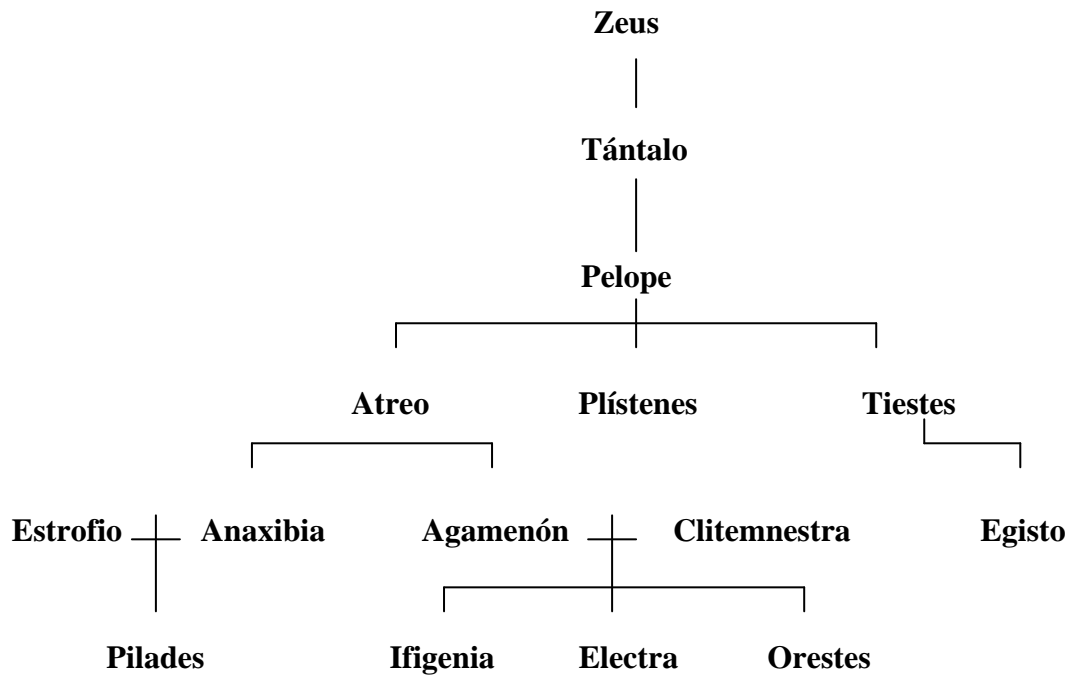 Zeus
Tántalo
Pelope
Atreo Plístenes Tiestes
Estrofio Anaxibia Agamenón Clitemnestra Egisto
Pilades Ifigenia Electra Orestes